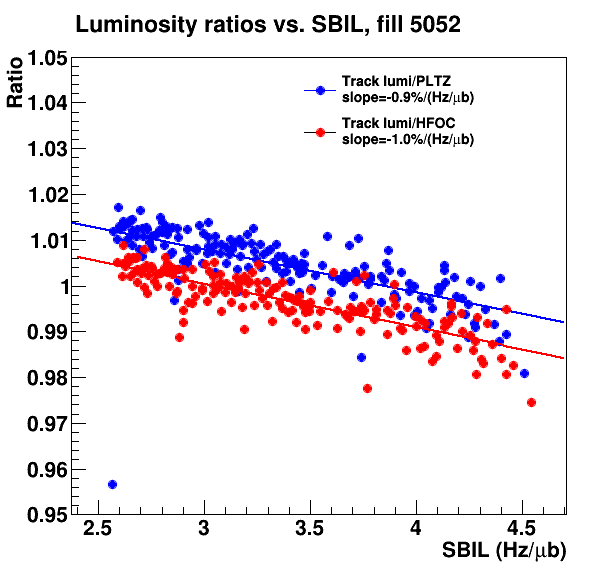 Luminosity ratios vs. SBIL, fill 5052
Ratio
1.05
1.04
1.03
1.02
1.01
1
0.99
0.98
0.97
0.96
0.95
Track lumi/PLTZ
slope=-0.9%/(Hz/μb)
Track lumi/HFOC
slope=-1.0%/(Hz/μb)
2.5 3 3.5 4 4.5
SBIL (Hz/μb)